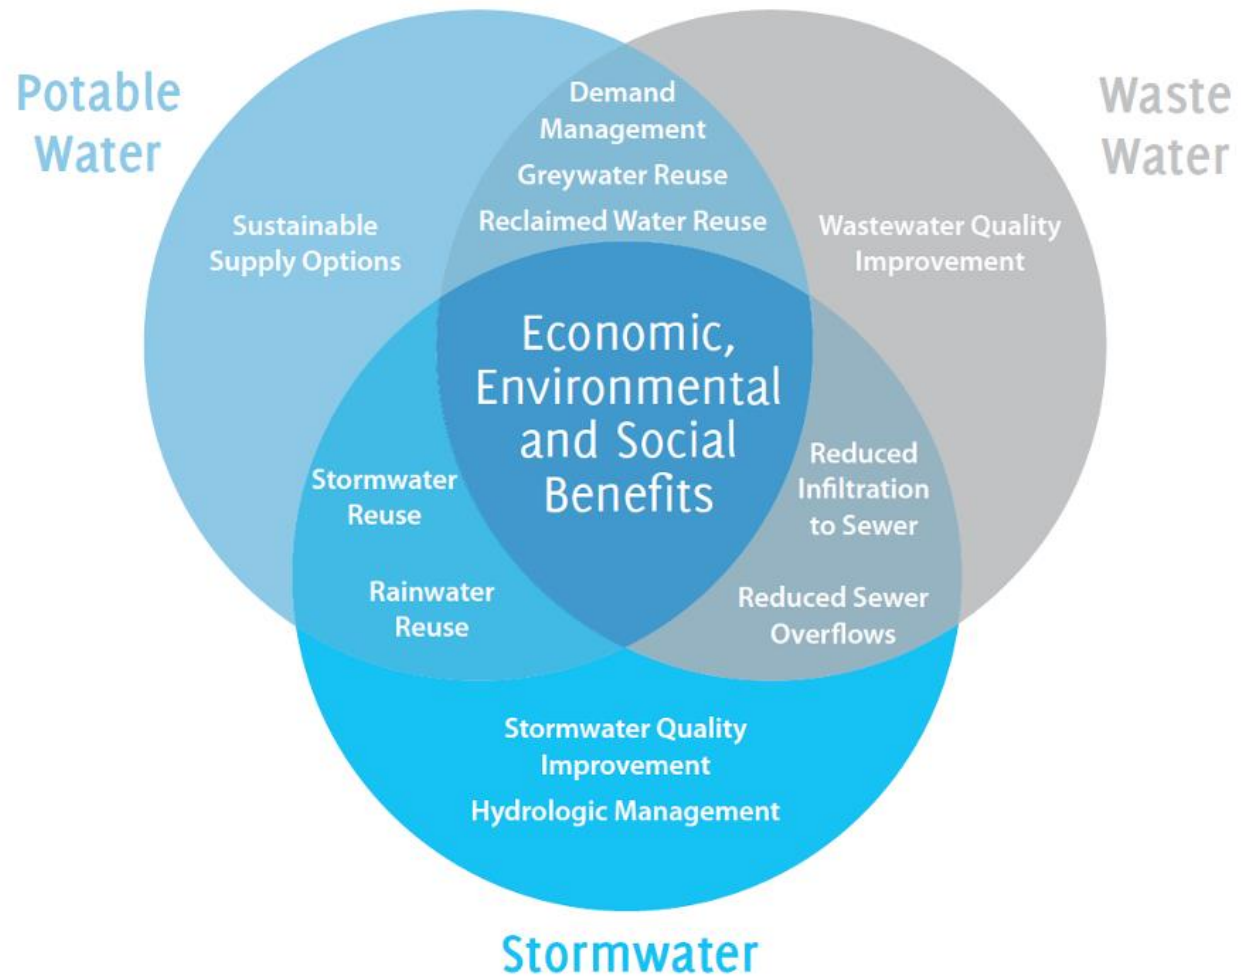 Potable
Water
Waste
Water
Demand
Management
Greywater Reuse
Reclaimed Water Reuse
Sustainable
Supply Options
Wastewater Quality
Improvement
Economic,
Environmental
and Social
Benefits
Stormwater
Reuse
Rainwater
Reuse
Reduced
Infiltration
to Sewer
Reduced Sewer
Overflows
Stormwater Quality
Improvement
Hydrologic Management
Stormwater